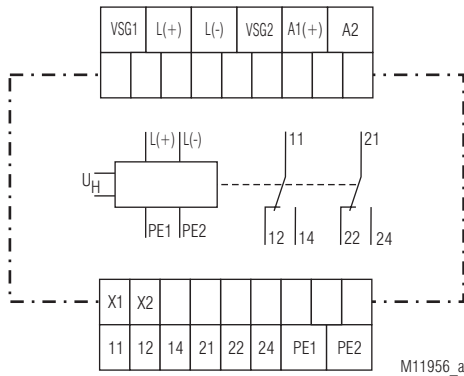 VSG1 L(+) L(-) VSG2 A1(+) A2
L(+) L(-) 11 21
UH
PE1 PE2 12 14 22 24
X1 X2
11 12 14 21 22 24 PE1 PE2
M11956_a